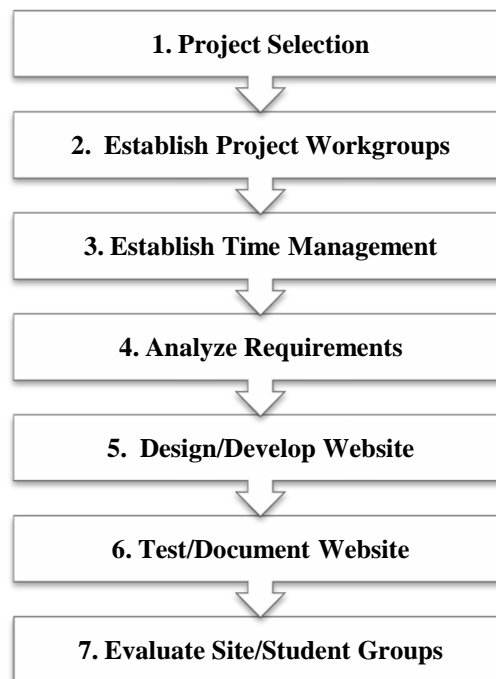 1. Project Selection
2. Establish Project Workgroups
3. Establish Time Management
4. Analyze Requirements
5. Design/Develop Website
6. Test/Document Website
7. Evaluate Site/Student Groups